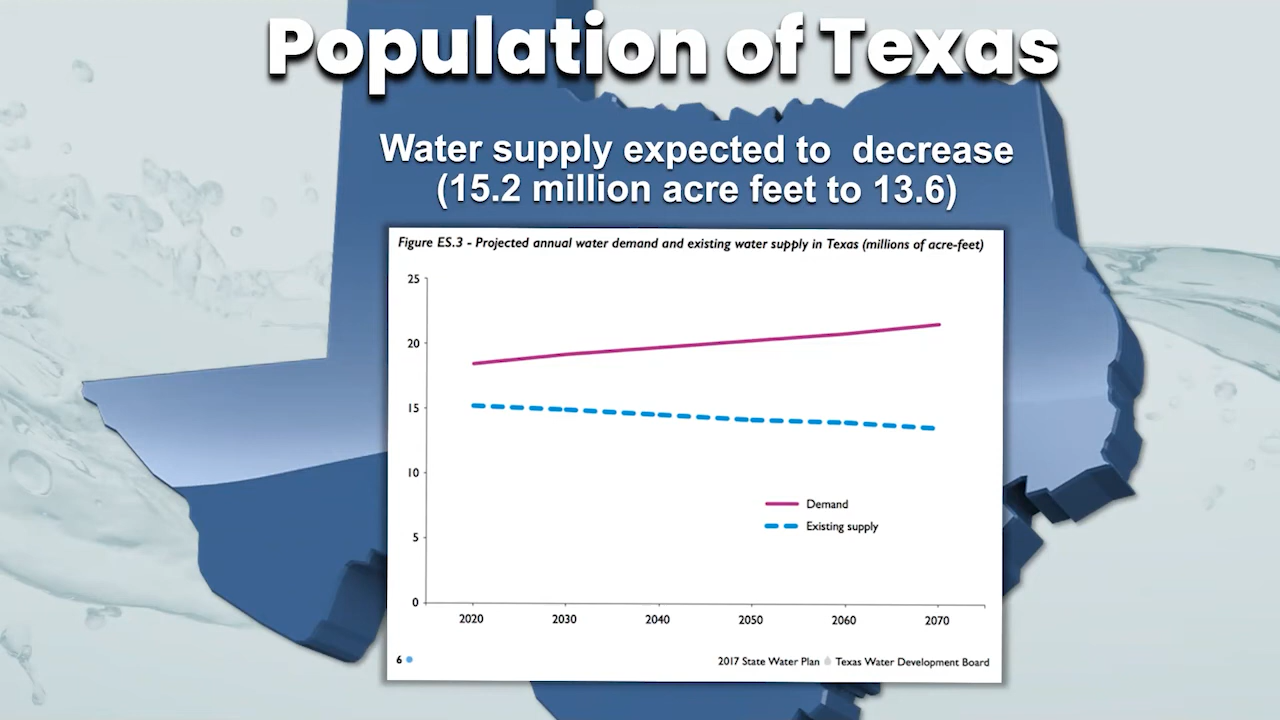 Population of Texas
Water supply expected to decrease
(15.2 million acre feet to 13.6)
Figure ES.3 - Projected annual water demand and existing water supply in Texas (millions of acre-feet)
25
20
15
10
5
0
Demand
Existing supply
2020 2030 2040 2050 2060 2070
6 2017 State Water Plan Texas Water Development Board